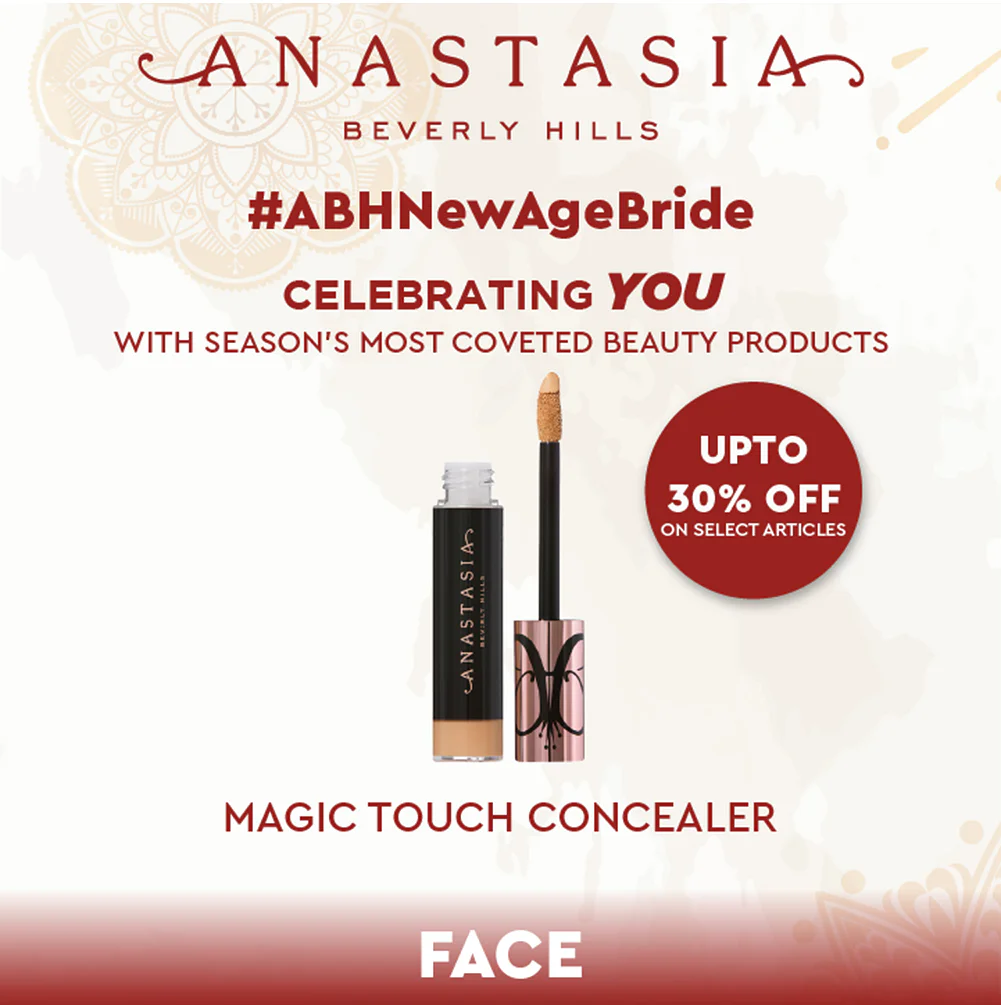 ANASTASIA
BEVERLY HILLS
#ABHNewAgeBride
CELEBRATING YOU
WITH SEASON'S MOST COVETED BEAUTY PRODUCTS
UPTO
30% OFF
ON SELECT ARTICLES
ANASTASIA
BEVERLY HILLS
MAGIC TOUCH CONCEALER
FACE